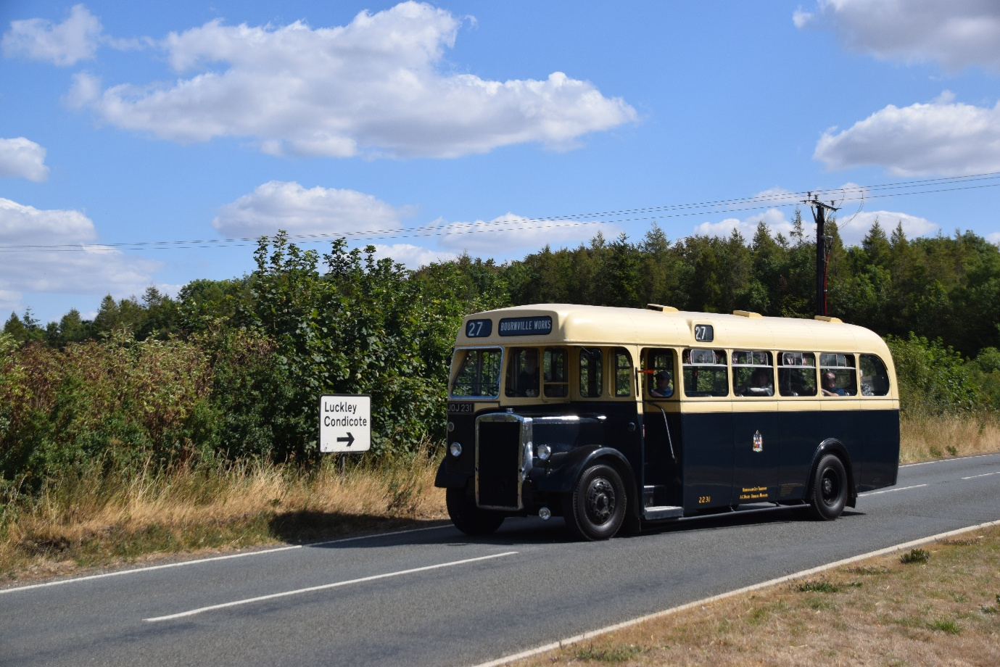 27
BOURNVILLE WORKS
27
JOJ 231
Luckley
Condicote
2231